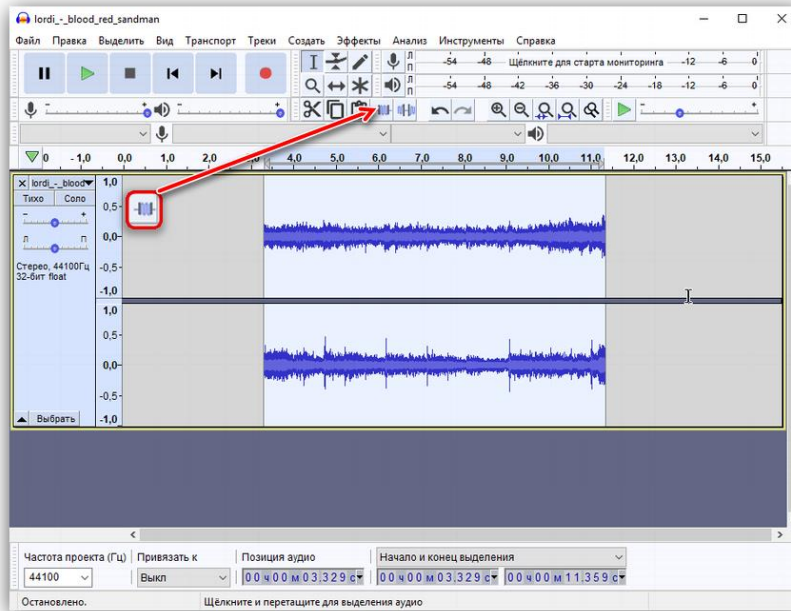 lordi_-_blood_red_sandman
Файл Правка Выделить Вид Транспорт Треки Создать Эффекты Анализ Инструменты Справка
Л
П
-54 -48 Щёлкните для старта мониторинга -12 -6 0
Л
П
-54 -48 -42 -36 -30 -24 -18 -12 -6 0
- + - +
- +
0 - 1,0 0,0 1,0 2,0 4,0 5,0 6,0 7,0 8,0 9,0 10,0 11,0 12,0 13,0 14,0 15,0
lordi_-_blood
Тихо Соло
- +
Л П
Стерео, 44100Гц
32-бит float
Выбрать
1,0
0,5-
0,0-
-0,5-
-1,0
1,0
0,5-
0,0-
-0,5-
-1,0
Частота проекта (Гц) Привязать к Позиция аудио Начало и конец выделения
44100 Выкл 00 ч 00 м 03.329 с 00 ч 00 м 03.329 с 00 ч 00 м 11.359 с
Остановлено. Щёлкните и перетащите для выделения аудио